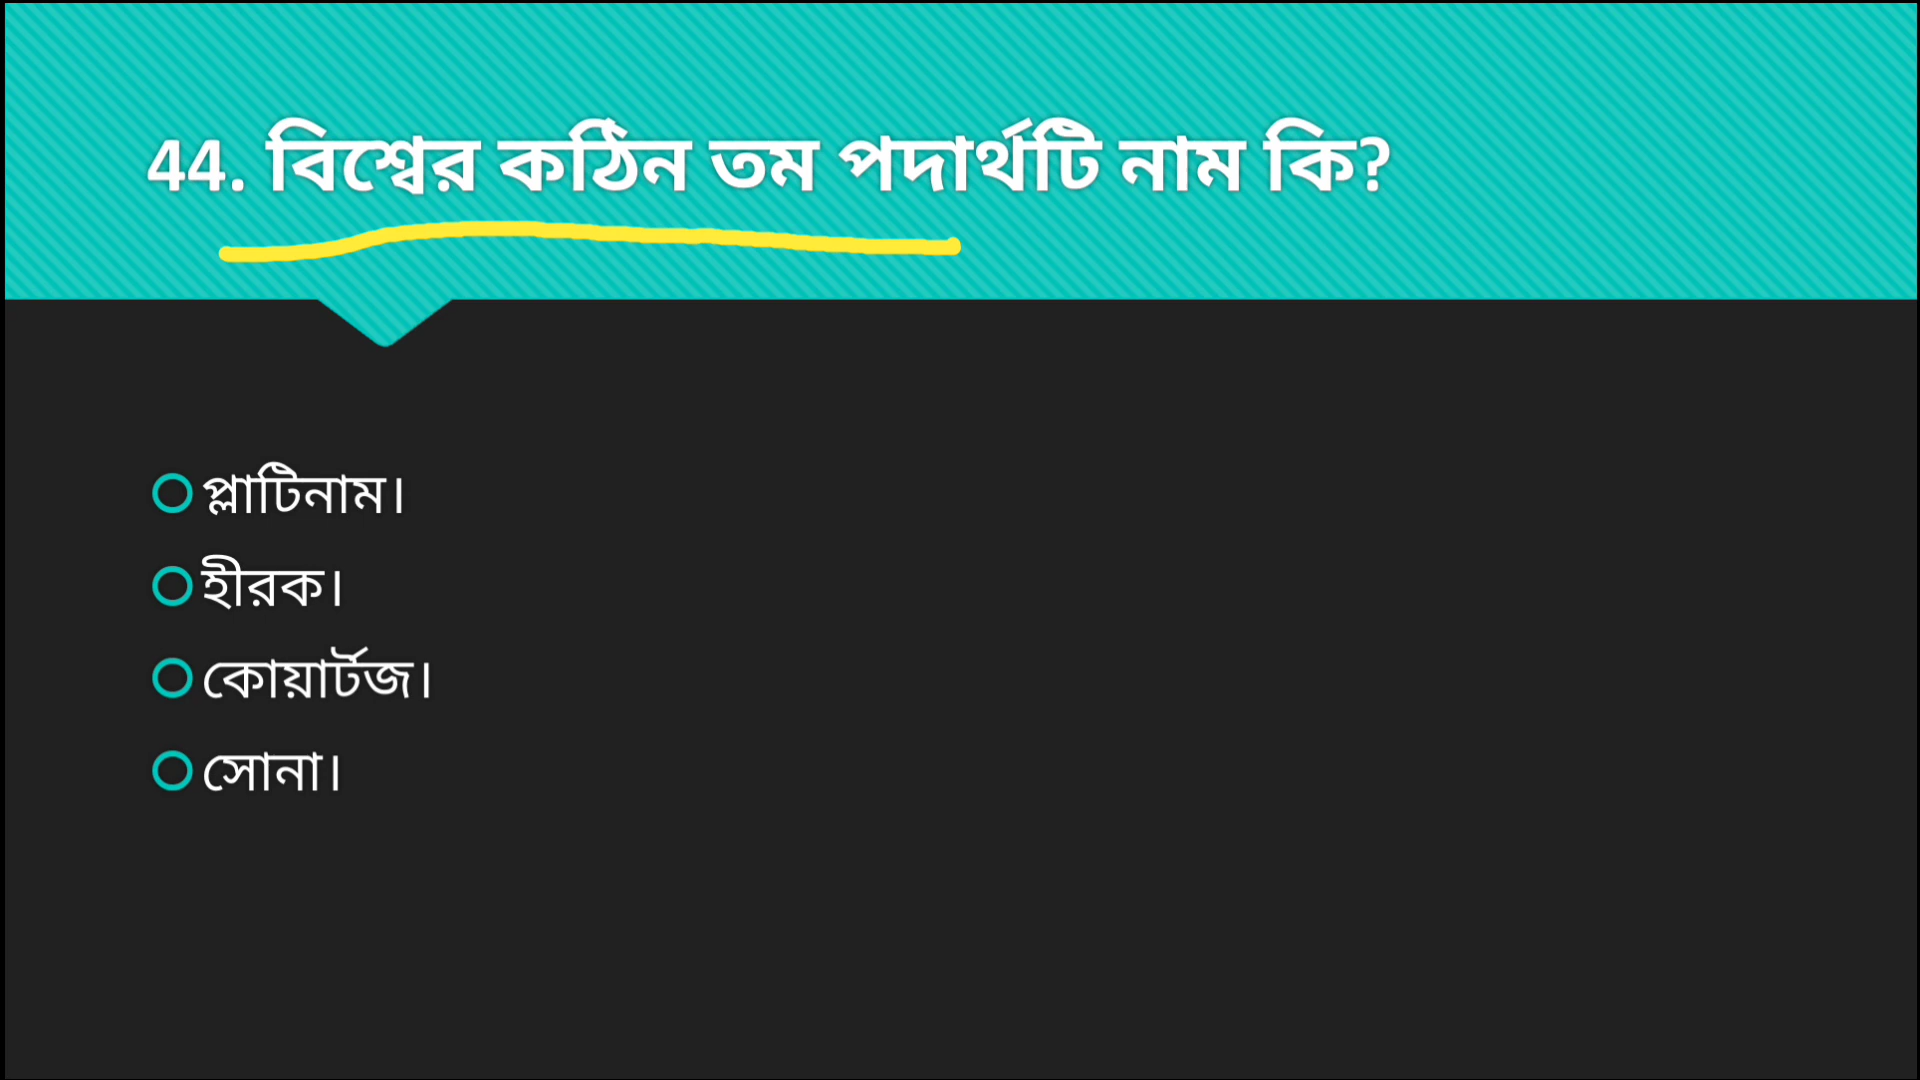 44. বিশ্বের কঠিন তম পদার্থটি নাম কি?
প্লাটিনাম।
হীরক।
কোয়ার্টজ।
সোনা।